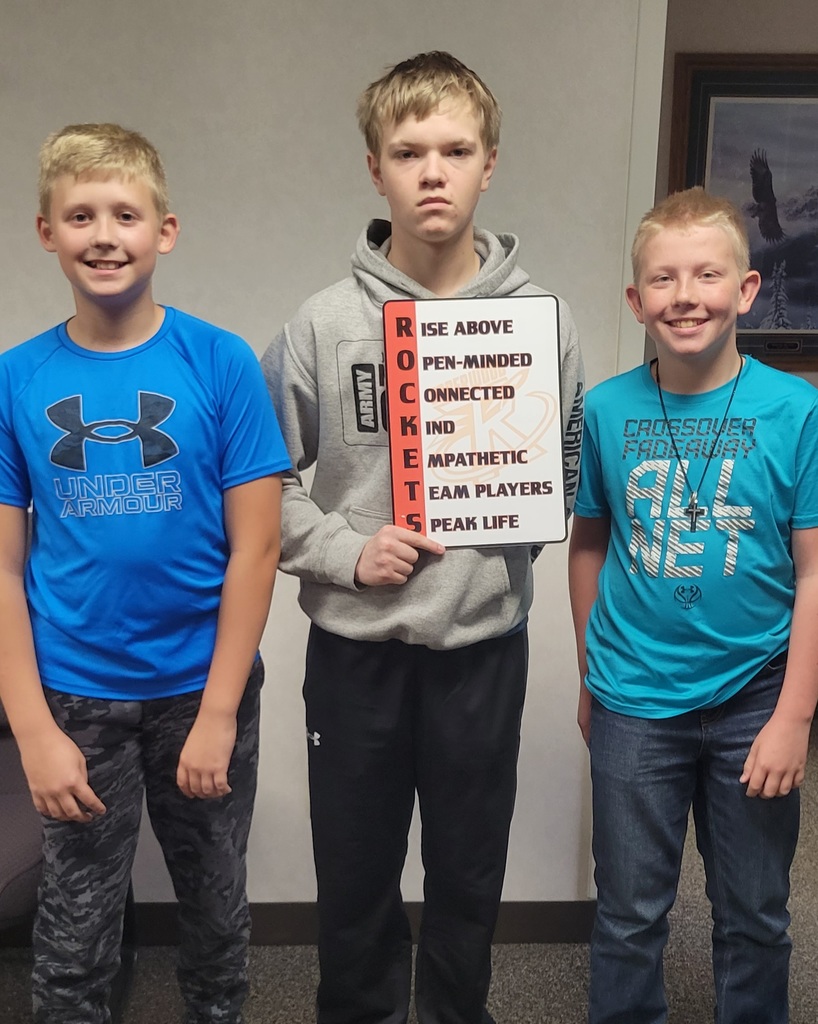 UNDER
ARMOUR
ARMY
RISE ABOVE
OPEN-MINDED
CONNECTED
KIND
EMPATHETIC
TEAM PLAYERS
SPEAK LIFE
AMERICAN
CROSSOVER
FADEAWAY
ALL
NET